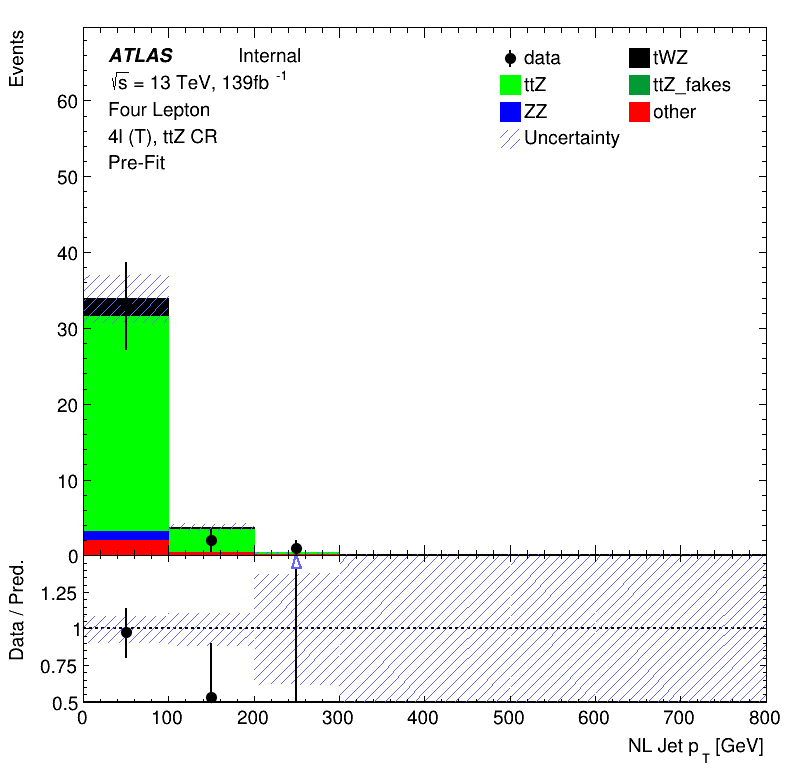 Events
ATLAS Internal
√s = 13 TeV, 139fb -1
Four Lepton
4l (T), ttZ CR
Pre-Fit
data
tWZ
ttZ
ttZ_fakes
ZZ
other
Uncertainty
60
50
40
30
20
10
0
Data / Pred.
1.25
1
0.75
0.5
0 100 200 300 400 500 600 700 800
NL Jet p T [GeV]